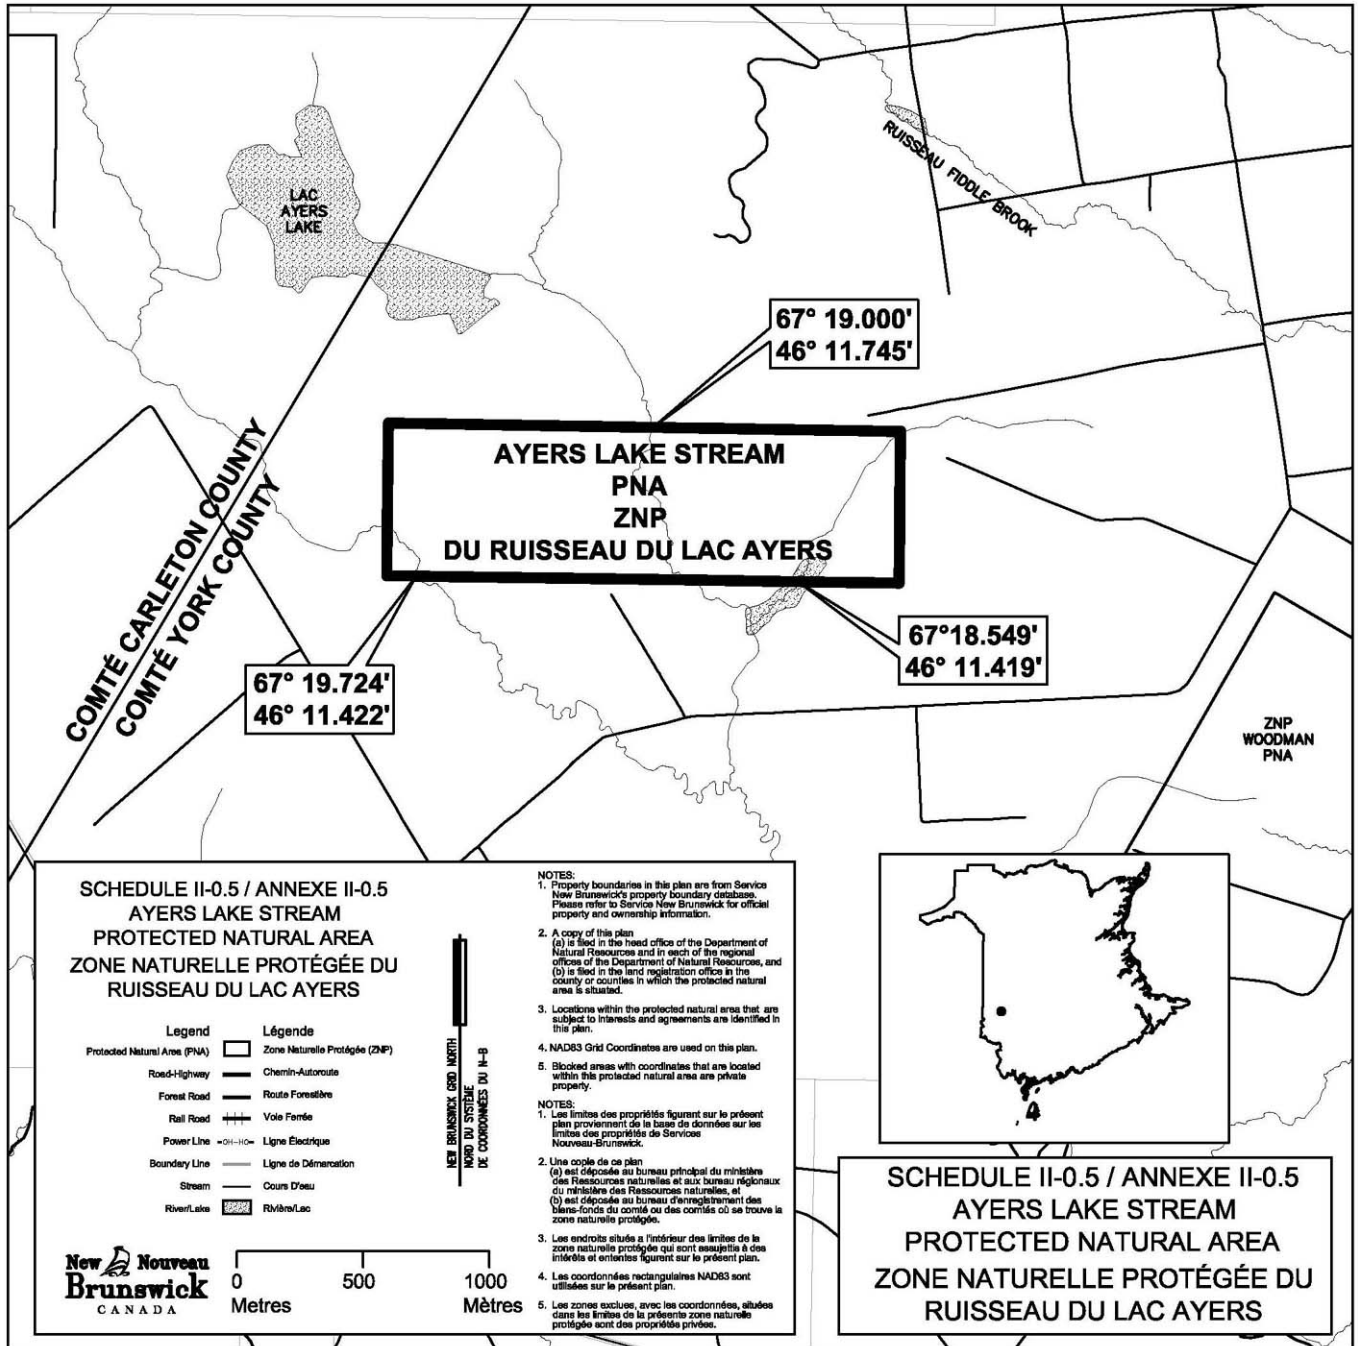 LAC
AYERS
LAKE
RUISSEAU FIDDLE BROOK
67° 19.000'
46° 11.745'
AYERS LAKE STREAM
PNA
ZNP
DU RUISSEAU DU LAC AYERS
COMTÉ CARLETON COUNTY
COMTÉ YORK COUNTY
67° 19.724'
46° 11.422'
67°18.549'
46° 11.419'
ZNP
WOODMAN
PNA
SCHEDULE II-0.5 / ANNEXE II-0.5
AYERS LAKE STREAM
PROTECTED NATURAL AREA
ZONE NATURELLE PROTÉGÉE DU
RUISSEAU DU LAC AYERS
Legend Légende
Protected Natural Area (PNA) Zone Naturelle Protégée (ZNP)
Road-Highway Chemin-Autoroute
Forest Road Route Forestière
Rail Road Voie Ferrée
Power Line -OH-HO- Ligne Électrique
Boundary Line Ligne de Démarcation
Stream Cours D'eau
River/Lake Rivière/Lac
NEW BRUNSWICK GRID NORTH
NORD DU SYSTÈME
DE COORDONNÉES DU N-B
New Nouveau
Brunswick
CANADA
0 500 1000
Metres Mètres
NOTES:
1. Property boundaries in this plan are from Service
New Brunswick's property boundary database.
Please refer to Service New Brunswick for official
property and ownership information.
2. A copy of this plan
(a) is filed in the head office of the Department of
Natural Resources and in each of the regional
offices of the Department of Natural Resources, and
(b) is filed in the land registration office in the
county or counties in which the protected natural
area is situated.
3. Locations within the protected natural area that are
subject to interests and agreements are identified in
this plan.
4. NAD83 Grid Coordinates are used on this plan.
5. Blocked areas with coordinates that are located
within this protected natural area are private
property.
NOTES:
1. Les limites des propriétés figurant sur le présent
plan proviennent de la base de données sur les
limites des propriétés de Services
Nouveau-Brunswick.
2. Une copie de ce plan
(a) est déposée au bureau principal du ministère
des Ressources naturelles et aux bureau régionaux
du ministère des Ressources naturelles, et
(b) est déposée au bureau d'enregistrement des
biens-fonds du comté ou des comtés où se trouve la
zone naturelle protégée.
3. Les endroits situés a l'intérieur des limites de la
zone naturelle protégée qui sont assujettis à des
intérêts et ententes figurent sur le présent plan.
4. Les coordonnées rectangulaires NAD83 sont
utilisées sur le présent plan.
5. Les zones exclues, avec les coordonnées, situées
dans les limites de la présente zone naturelle
protégée sont des propriétés privées.
SCHEDULE II-0.5 / ANNEXE II-0.5
AYERS LAKE STREAM
PROTECTED NATURAL AREA
ZONE NATURELLE PROTÉGÉE DU
RUISSEAU DU LAC AYERS